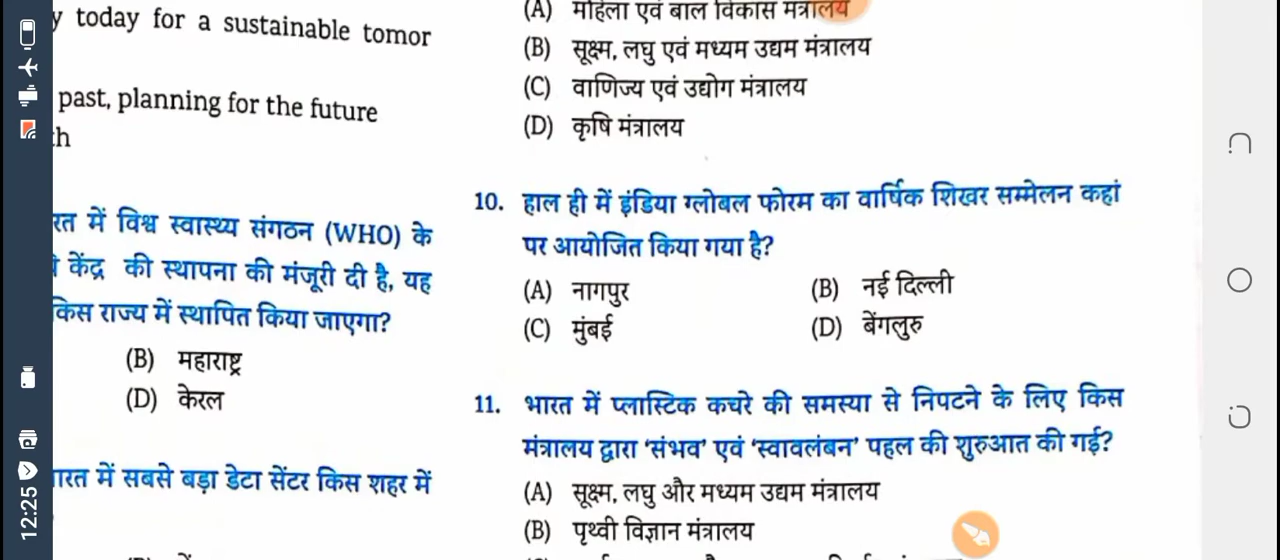 y today for a sustainable tomor
past, planning for the future
रत में विश्व स्वास्थ्य संगठन (WHO) के
केंद्र की स्थापना की मंजूरी दी है, यह
किस राज्य में स्थापित किया जाएगा?
(B) महाराष्ट्र
(D) केरल
में सबसे बड़ा डेटा सेंटर किस शहर में
(A) महिला एवं बाल विकास मंत्रालय
(B) सूक्ष्म, लघु एवं मध्यम उद्यम मंत्रालय
(C) वाणिज्य एवं उद्योग मंत्रालय
(D) कृषि मंत्रालय
10. हाल ही में इंडिया ग्लोबल फोरम का वार्षिक शिखर सम्मेलन कहां
पर आयोजित किया गया है?
(A) नागपुर (B) नई दिल्ली
(C) मुंबई (D) बेंगलुरु
11. भारत में प्लास्टिक कचरे की समस्या से निपटने के लिए किस
मंत्रालय द्वारा ‘संभव’ एवं ‘स्वावलंबन’ पहल की शुरुआत की गई?
(A) सूक्ष्म, लघु और मध्यम उद्यम मंत्रालय
(B) पृथ्वी विज्ञान मंत्रालय
12:25